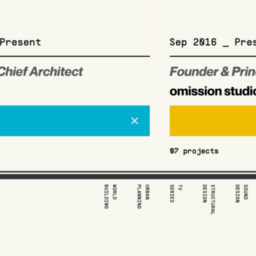 Present
Chief Architect
Sep 2016 _ Pres
Founder & Prin
omission studio
07 projects
WORLD
BUILDING
URBAN
PLANNING
TV
SERIES
STRUCTURAL
DESIGN
SOUND
DESIGN